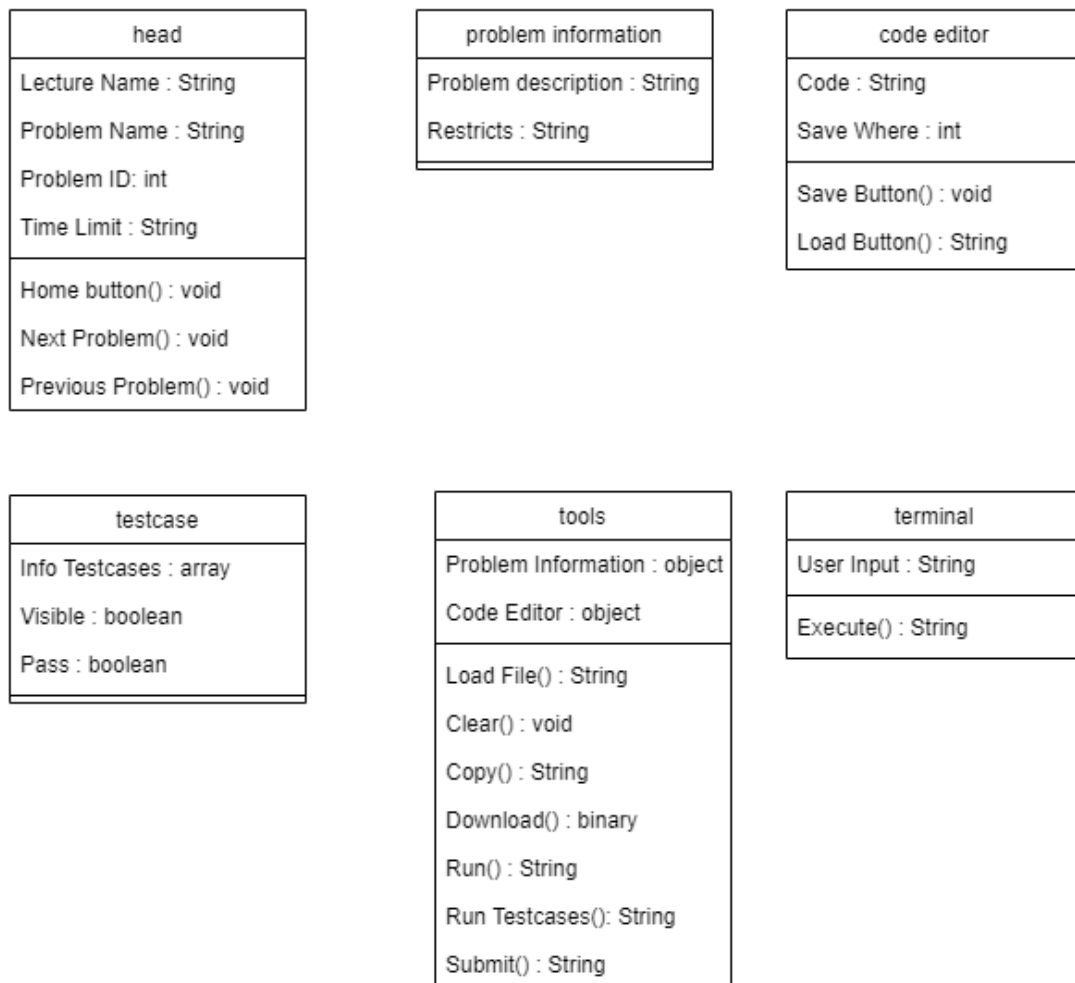 head
Lecture Name : String
Problem Name : String
Problem ID: int
Time Limit : String
Home button() : void
Next Problem() : void
Previous Problem() : void
problem information
Problem description : String
Restricts : String
code editor
Code : String
Save Where : int
Save Button() : void
Load Button() : String
testcase
Info Testcases : array
Visible : boolean
Pass : boolean
tools
Problem Information : object
Code Editor : object
Load File() : String
Clear() : void
Copy() : String
Download() : binary
Run() : String
Run Testcases(): String
Submit() : String
terminal
User Input : String
Execute() : String